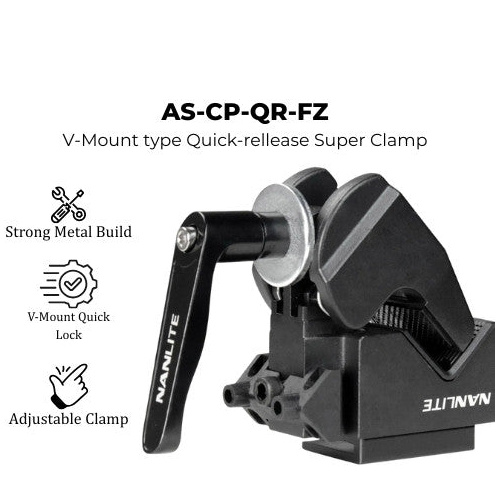 AS-CP-QR-FZ
V-Mount type Quick-rellease Super Clamp
Strong Metal Build
V-Mount Quick
Lock
Adjustable Clamp
NANLITE
NANLITE